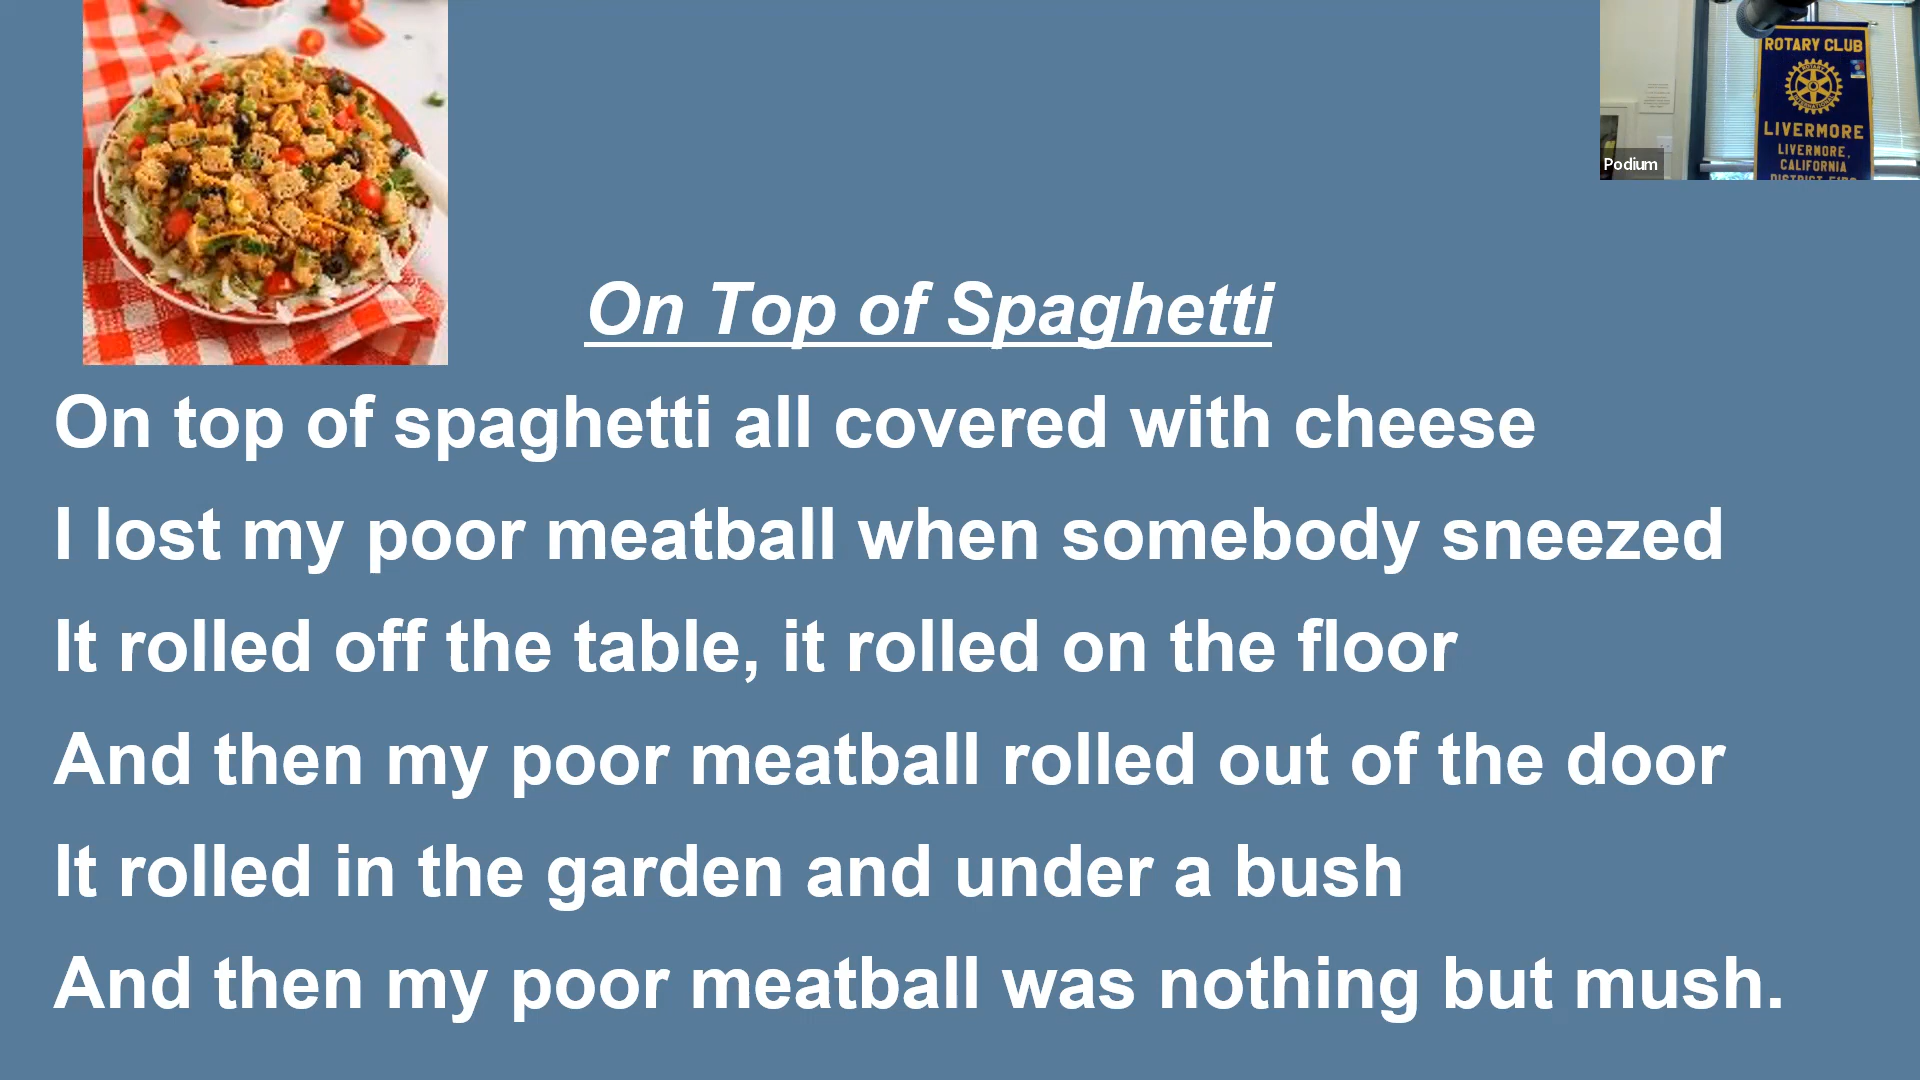 ROTARY CLUB
ROTARY
INTERNATIONAL
LIVERMORE
LIVERMORE,
CALIFORNIA
Podium
On Top of Spaghetti
On top of spaghetti all covered with cheese
I lost my poor meatball when somebody sneezed
It rolled off the table, it rolled on the floor
And then my poor meatball rolled out of the door
It rolled in the garden and under a bush
And then my poor meatball was nothing but mush.